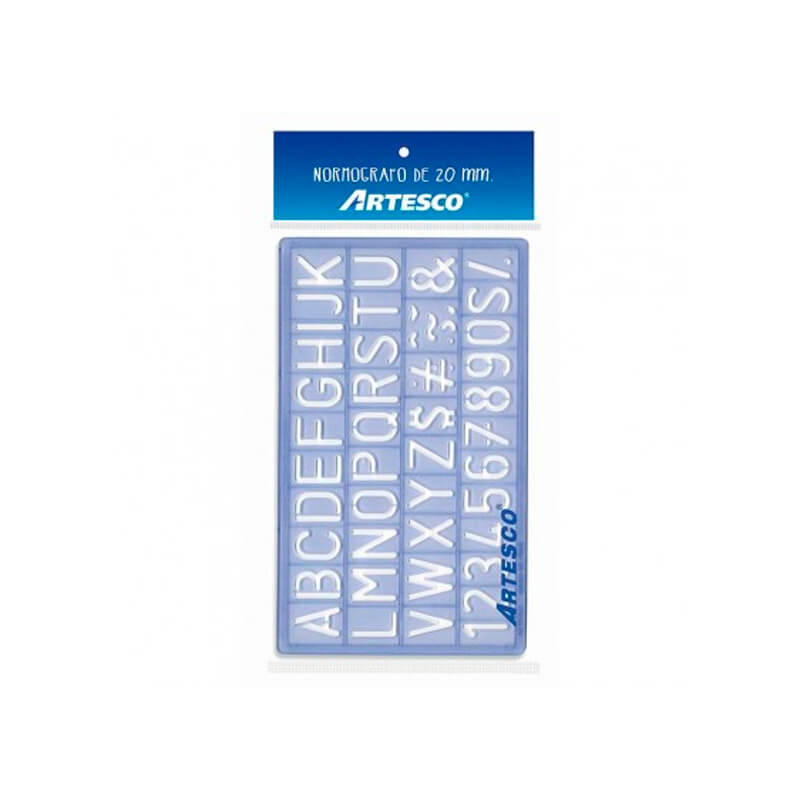 NORMOGRAFO DE 20 mm.
ARTESCO®
ABCDEFGHIJK
LMNOPQRSTU
VWXYZ$#
&
1234567890S/.
ARTESCO®